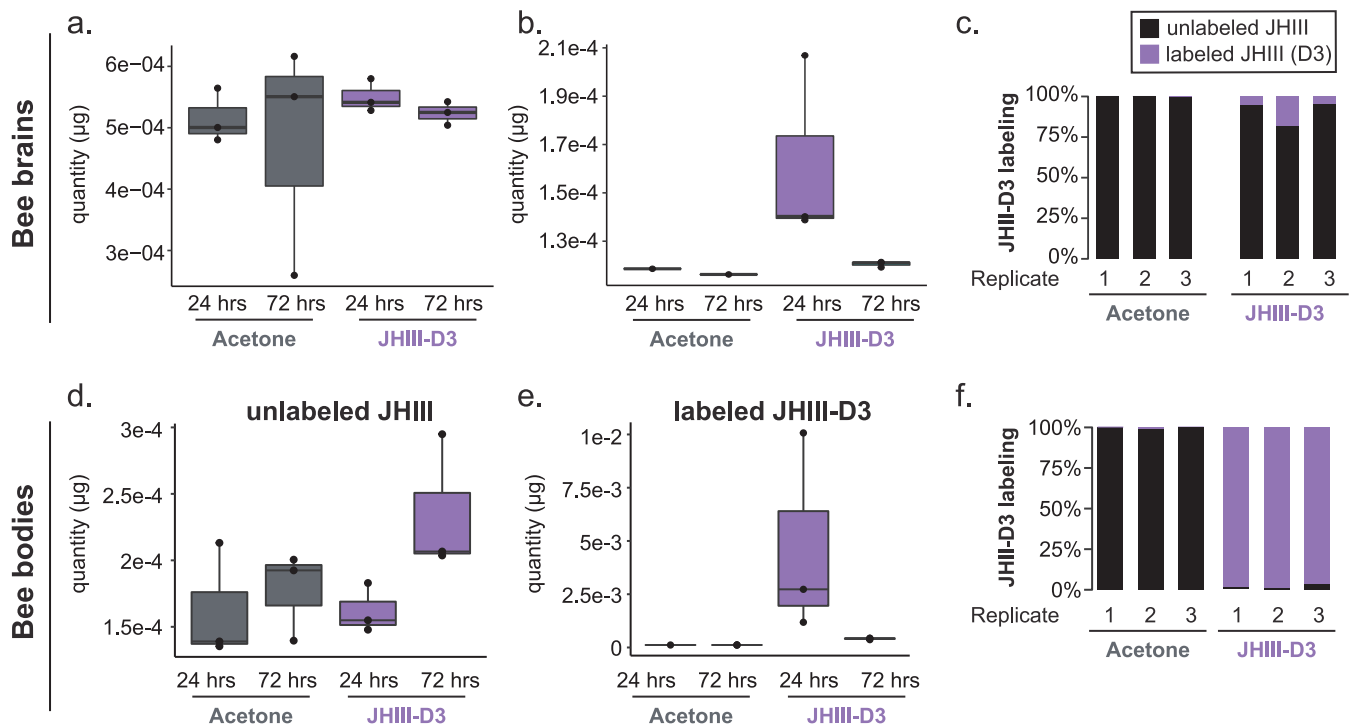 a.
b.
c.
unlabeled JHIII
labeled JHIII (D3)
Bee brains
quantity (µg)
6e−04
5e−04
4e−04
3e−04
24 hrs 72 hrs 24 hrs 72 hrs
Acetone JHIII-D3
quantity (µg)
2.1e-4
1.9e-4
1.7e-4
1.5e-4
1.3e-4
24 hrs 72 hrs 24 hrs 72 hrs
Acetone JHIII-D3
JHII-D3 labeling
100%
75%
50%
25%
0%
Replicate 1 2 3 1 2 3
Acetone JHIII-D3
d.
unlabeled JHIII
e.
labeled JHIII-D3
f.
Bee bodies
quantity (µg)
3e-4
2.5e-4
2e-4
1.5e-4
24 hrs 72 hrs 24 hrs 72 hrs
Acetone JHIII-D3
quantity (µg)
1e-2
7.5e-3
5e-3
2.5e-3
0
24 hrs 72 hrs 24 hrs 72 hrs
Acetone JHIII-D3
JHII-D3 labeling
100%
75%
50%
25%
0%
Replicate 1 2 3 1 2 3
Acetone JHIII-D3